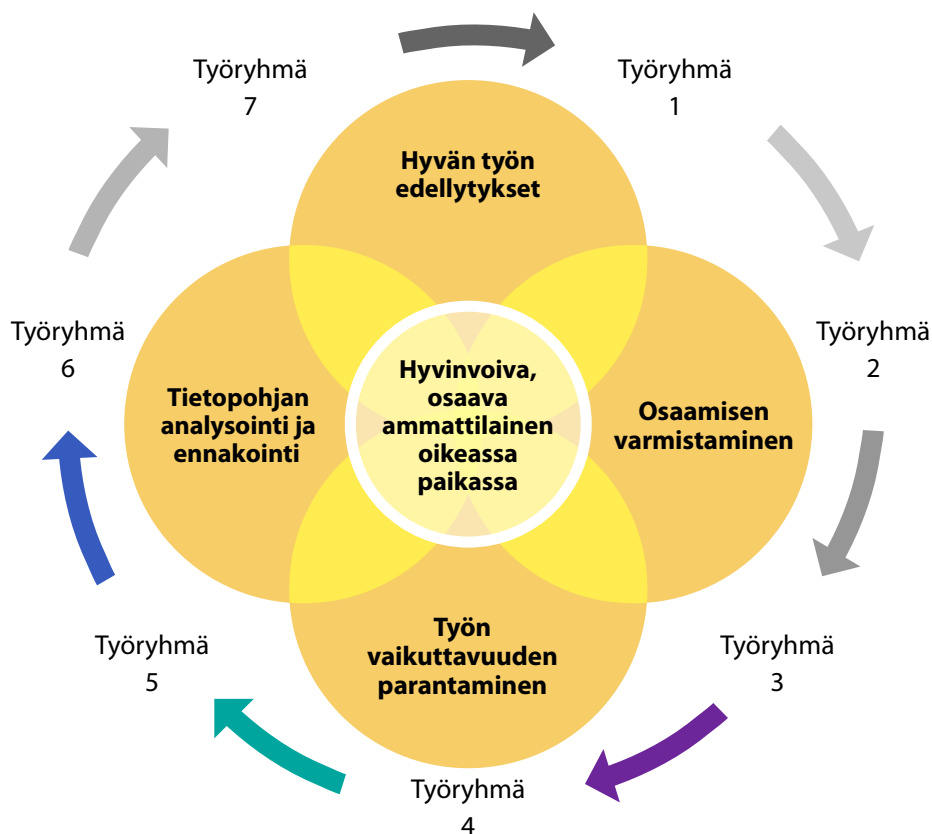 Työryhmä
7
Työryhmä
1
Hyvän työn
edellytykset
Työryhmä
6
Työryhmä
2
Tietopohjan
analysointi ja
ennakointi
Hyvinvoiva,
osaava
ammattilainen
oikeassa
paikassa
Osaamisen
varmistaminen
Työn
vaikuttavuuden
parantaminen
Työryhmä
5
Työryhmä
3
Työryhmä
4